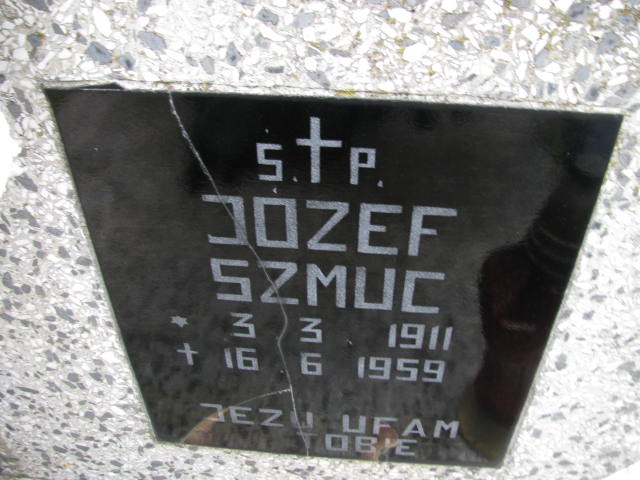 Ś. † P.
JÓZEF
SZMUC
* 3 3 1911
† 16 6 1959
JEZU UFAM
TOBIE